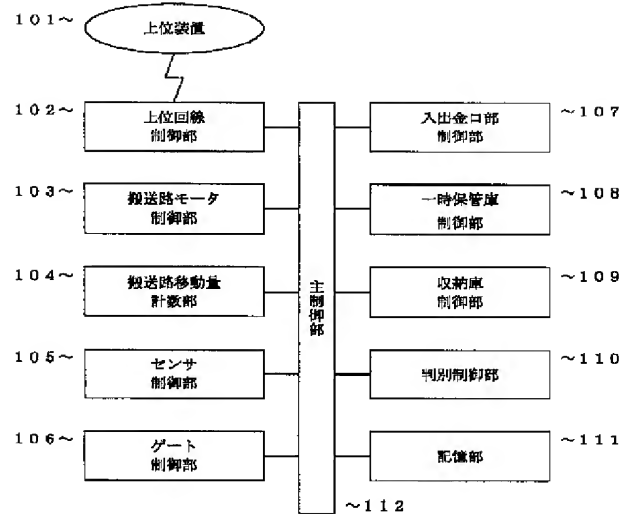 101～
上位装置
102～
上位回線
制御部
入出金口部
制御部
～107
103～
搬送路モータ
制御部
一時保管庫
制御部
～108
104～
搬送路移動量
計数部
主制御部
収納庫
制御部
～109
105～
センサ
制御部
判別制御部
～110
106～
ゲート
制御部
記憶部
～111
～112